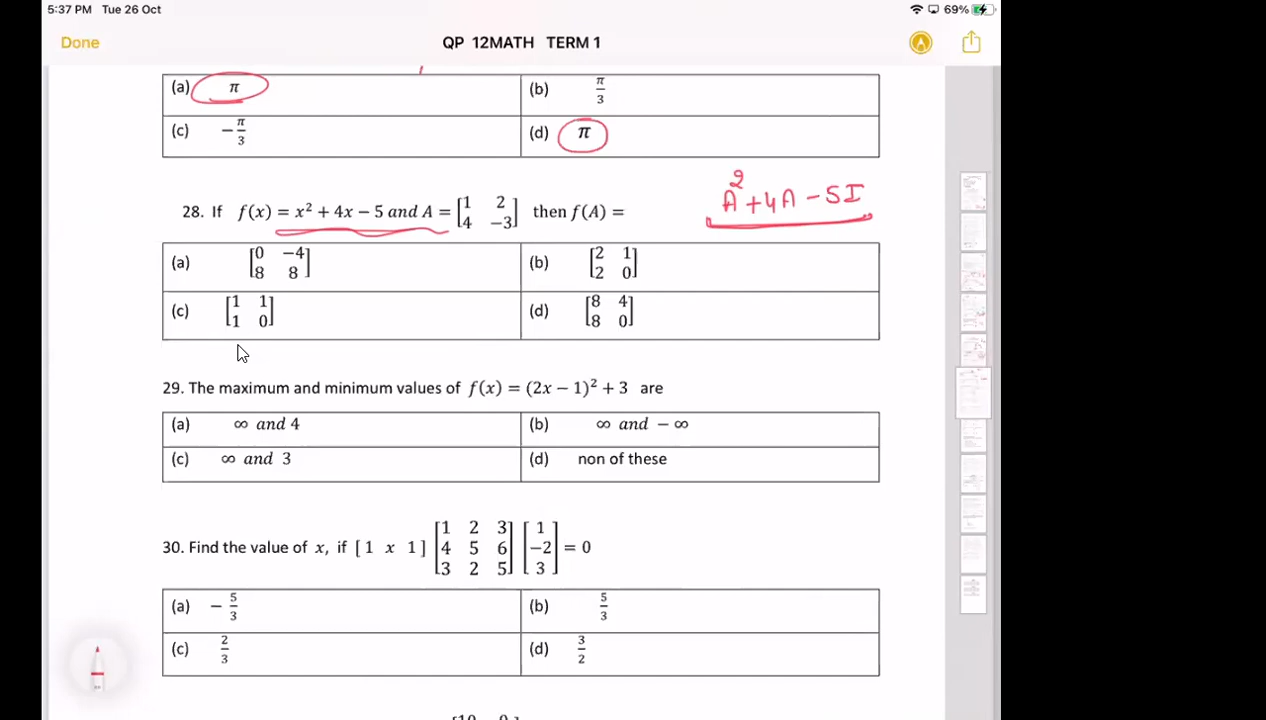 5:37 PM Tue 26 Oct 69%
Done QP 12MATH TERM 1
(a) π (b) π/3
(c) −π/3 (d) π
A² + 4A − 5I
28. If f(x) = x² + 4x − 5 and A = [1 2; 4 −3] then f(A) =
(a) [0 −4; 8 8] (b) [2 1; 2 0]
(c) [1 1; 1 0] (d) [8 4; 8 0]
29. The maximum and minimum values of f(x) = (2x − 1)² + 3 are
(a) ∞ and 4 (b) ∞ and − ∞
(c) ∞ and 3 (d) non of these
30. Find the value of x, if [1 x 1] [1 2 3; 4 5 6; 3 2 5] [1; −2; 3] = 0
(a) − 5/3 (b) 5/3
(c) 2/3 (d) 3/2